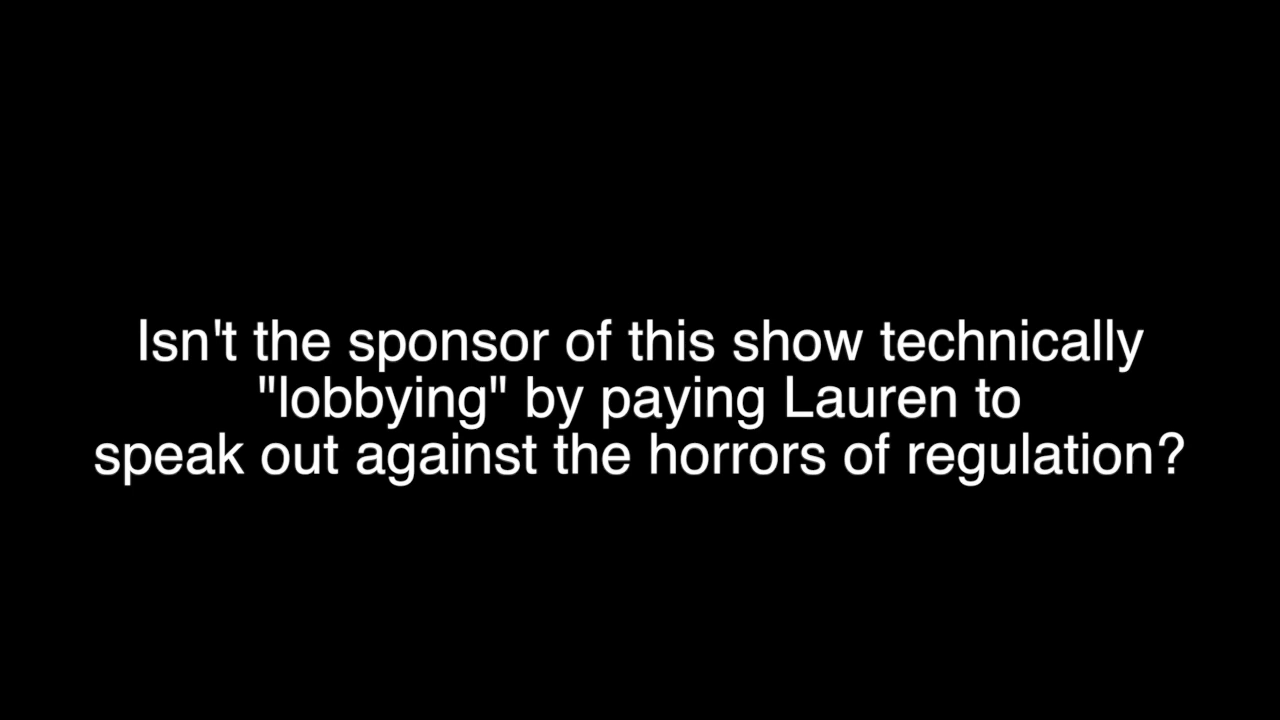 Isn't the sponsor of this show technically
"lobbying" by paying Lauren to
speak out against the horrors of regulation?